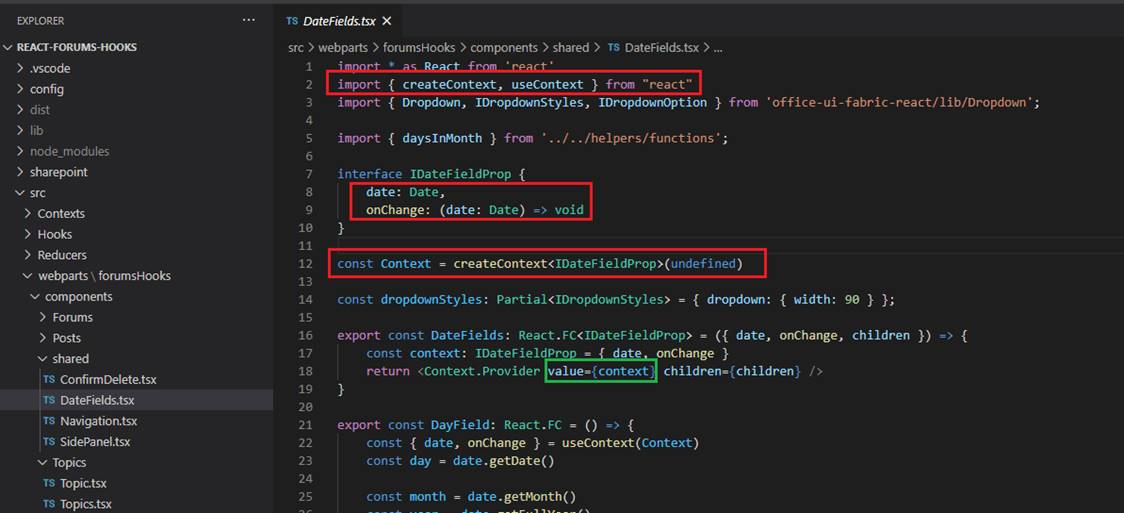 EXPLORER
...
REACT-FORUMS-HOOKS
.vscode
config
dist
lib
node_modules
sharepoint
src
Contexts
Hooks
Reducers
webparts \ forumsHooks
components
Forums
Posts
shared
TS ConfirmDelete.tsx
TS DateFields.tsx
TS Navigation.tsx
TS SidePanel.tsx
Topics
TS Topic.tsx
TS Topics.tsx
TS DateFields.tsx ×
src > webparts > forumsHooks > components > shared > TS DateFields.tsx > ...
1 import * as React from 'react'
2 import { createContext, useContext } from "react"
3 import { Dropdown, IDropdownStyles, IDropdownOption } from 'office-ui-fabric-react/lib/Dropdown';
4
5 import { daysInMonth } from '../../helpers/functions';
6
7 interface IDateFieldProp {
8 date: Date,
9 onChange: (date: Date) => void
10 }
11
12 const Context = createContext<IDateFieldProp>(undefined)
13
14 const dropdownStyles: Partial<IDropdownStyles> = { dropdown: { width: 90 } };
15
16 export const DateFields: React.FC<IDateFieldProp> = ({ date, onChange, children }) => {
17 const context: IDateFieldProp = { date, onChange }
18 return <Context.Provider value={context} children={children} />
19 }
20
21 export const DayField: React.FC = () => {
22 const { date, onChange } = useContext(Context)
23 const day = date.getDate()
24
25 const month = date.getMonth()